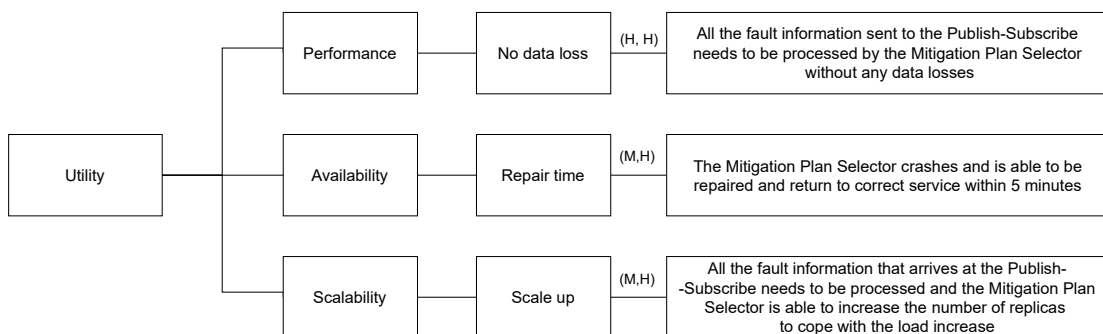 Performance
No data loss
(H, H)
All the fault information sent to the Publish-Subscribe
needs to be processed by the Mitigation Plan Selector
without any data losses
Utility
Availability
Repair time
(M,H)
The Mitigation Plan Selector crashes and is able to be
repaired and return to correct service within 5 minutes
Scalability
Scale up
(M,H)
All the fault information that arrives at the Publish-
-Subscribe needs to be processed and the Mitigation Plan
Selector is able to increase the number of replicas
to cope with the load increase